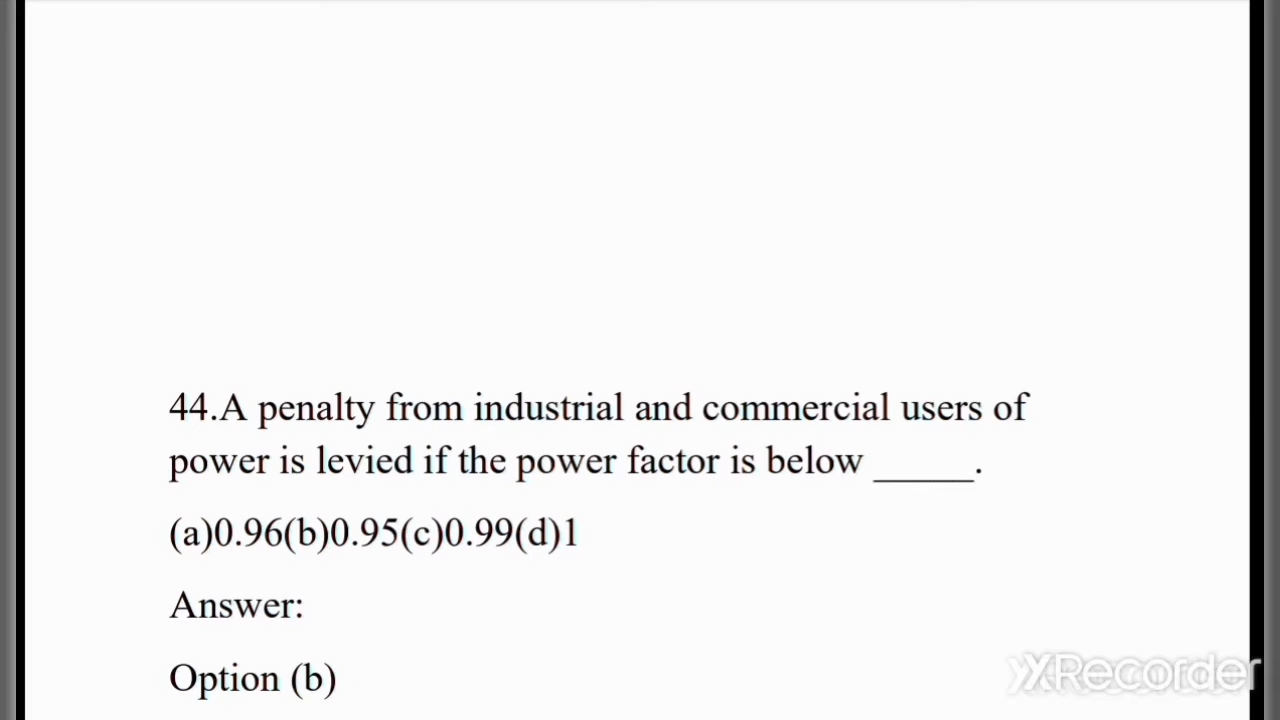 44.A penalty from industrial and commercial users of
power is levied if the power factor is below _____.
(a)0.96(b)0.95(c)0.99(d)1
Answer:
Option (b)
XRecorder